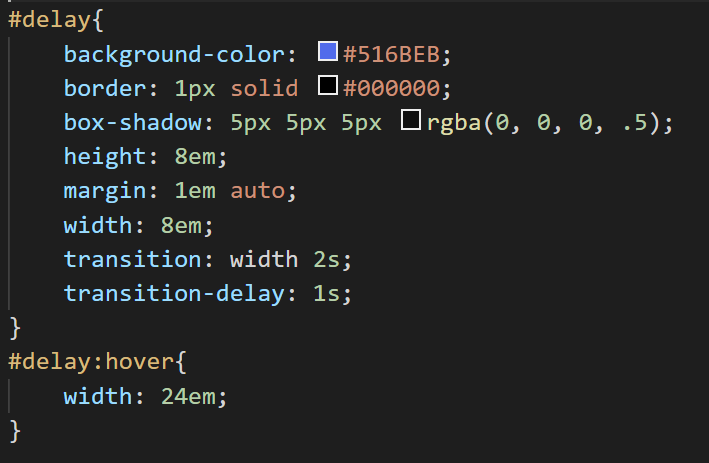 #delay{
    background-color: #516BEB;
    border: 1px solid #000000;
    box-shadow: 5px 5px 5px rgba(0, 0, 0, .5);
    height: 8em;
    margin: 1em auto;
    width: 8em;
    transition: width 2s;
    transition-delay: 1s;
}
#delay:hover{
    width: 24em;
}